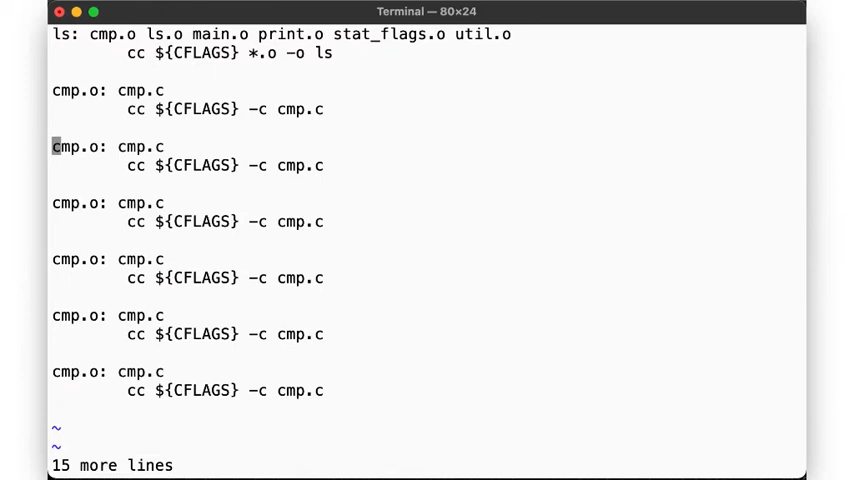 Terminal — 80×24
ls: cmp.o ls.o main.o print.o stat_flags.o util.o
cc ${CFLAGS} *.o -o ls
cmp.o: cmp.c
cc ${CFLAGS} -c cmp.c
cmp.o: cmp.c
cc ${CFLAGS} -c cmp.c
cmp.o: cmp.c
cc ${CFLAGS} -c cmp.c
cmp.o: cmp.c
cc ${CFLAGS} -c cmp.c
cmp.o: cmp.c
cc ${CFLAGS} -c cmp.c
cmp.o: cmp.c
cc ${CFLAGS} -c cmp.c
~
~
15 more lines